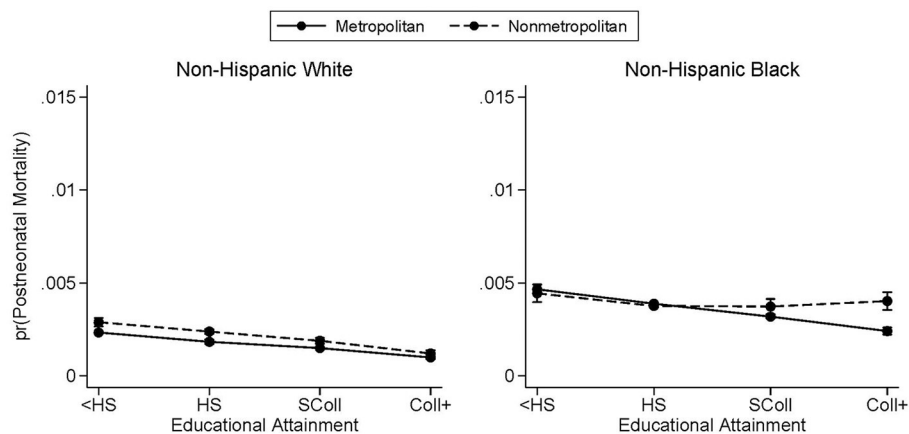 Metropolitan Nonmetropolitan
Non-Hispanic White
.015
.01
.005
0
pr(Postneonatal Mortality)
<HS HS SColl Coll+
Educational Attainment
Non-Hispanic Black
.015
.01
.005
0
<HS HS SColl Coll+
Educational Attainment